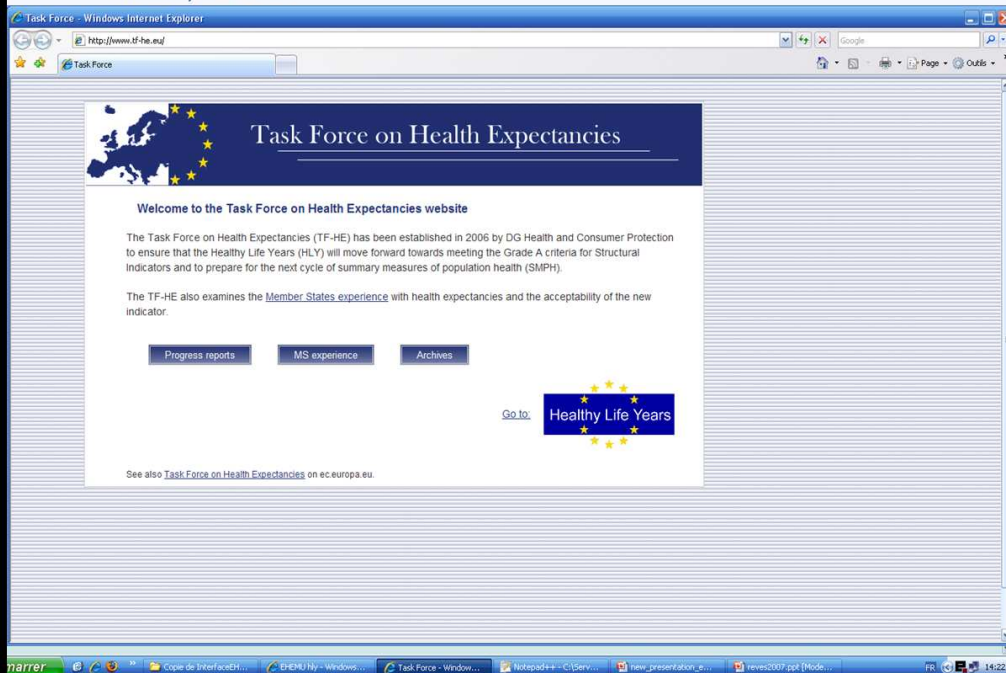 Task Force - Windows Internet Explorer
http://www.tf-he.eu/
Google
Task Force
Page
Outils
Task Force on Health Expectancies
Welcome to the Task Force on Health Expectancies website
The Task Force on Health Expectancies (TF-HE) has been established in 2006 by DG Health and Consumer Protection
to ensure that the Healthy Life Years (HLY) will move forward towards meeting the Grade A criteria for Structural
Indicators and to prepare for the next cycle of summary measures of population health (SMPH).
The TF-HE also examines the Member States experience with health expectancies and the acceptability of the new
indicator.
Progress reports MS experience Archives
Go to: Healthy Life Years
See also Task Force on Health Expectancies on ec.europa.eu.
marrer » Copie de InterfaceEH... EHEMU hly - Windows... Task Force - Window... Notepad++ - C:\Serv... new_presentation_e... reves2007.ppt [Mode... FR 14:22